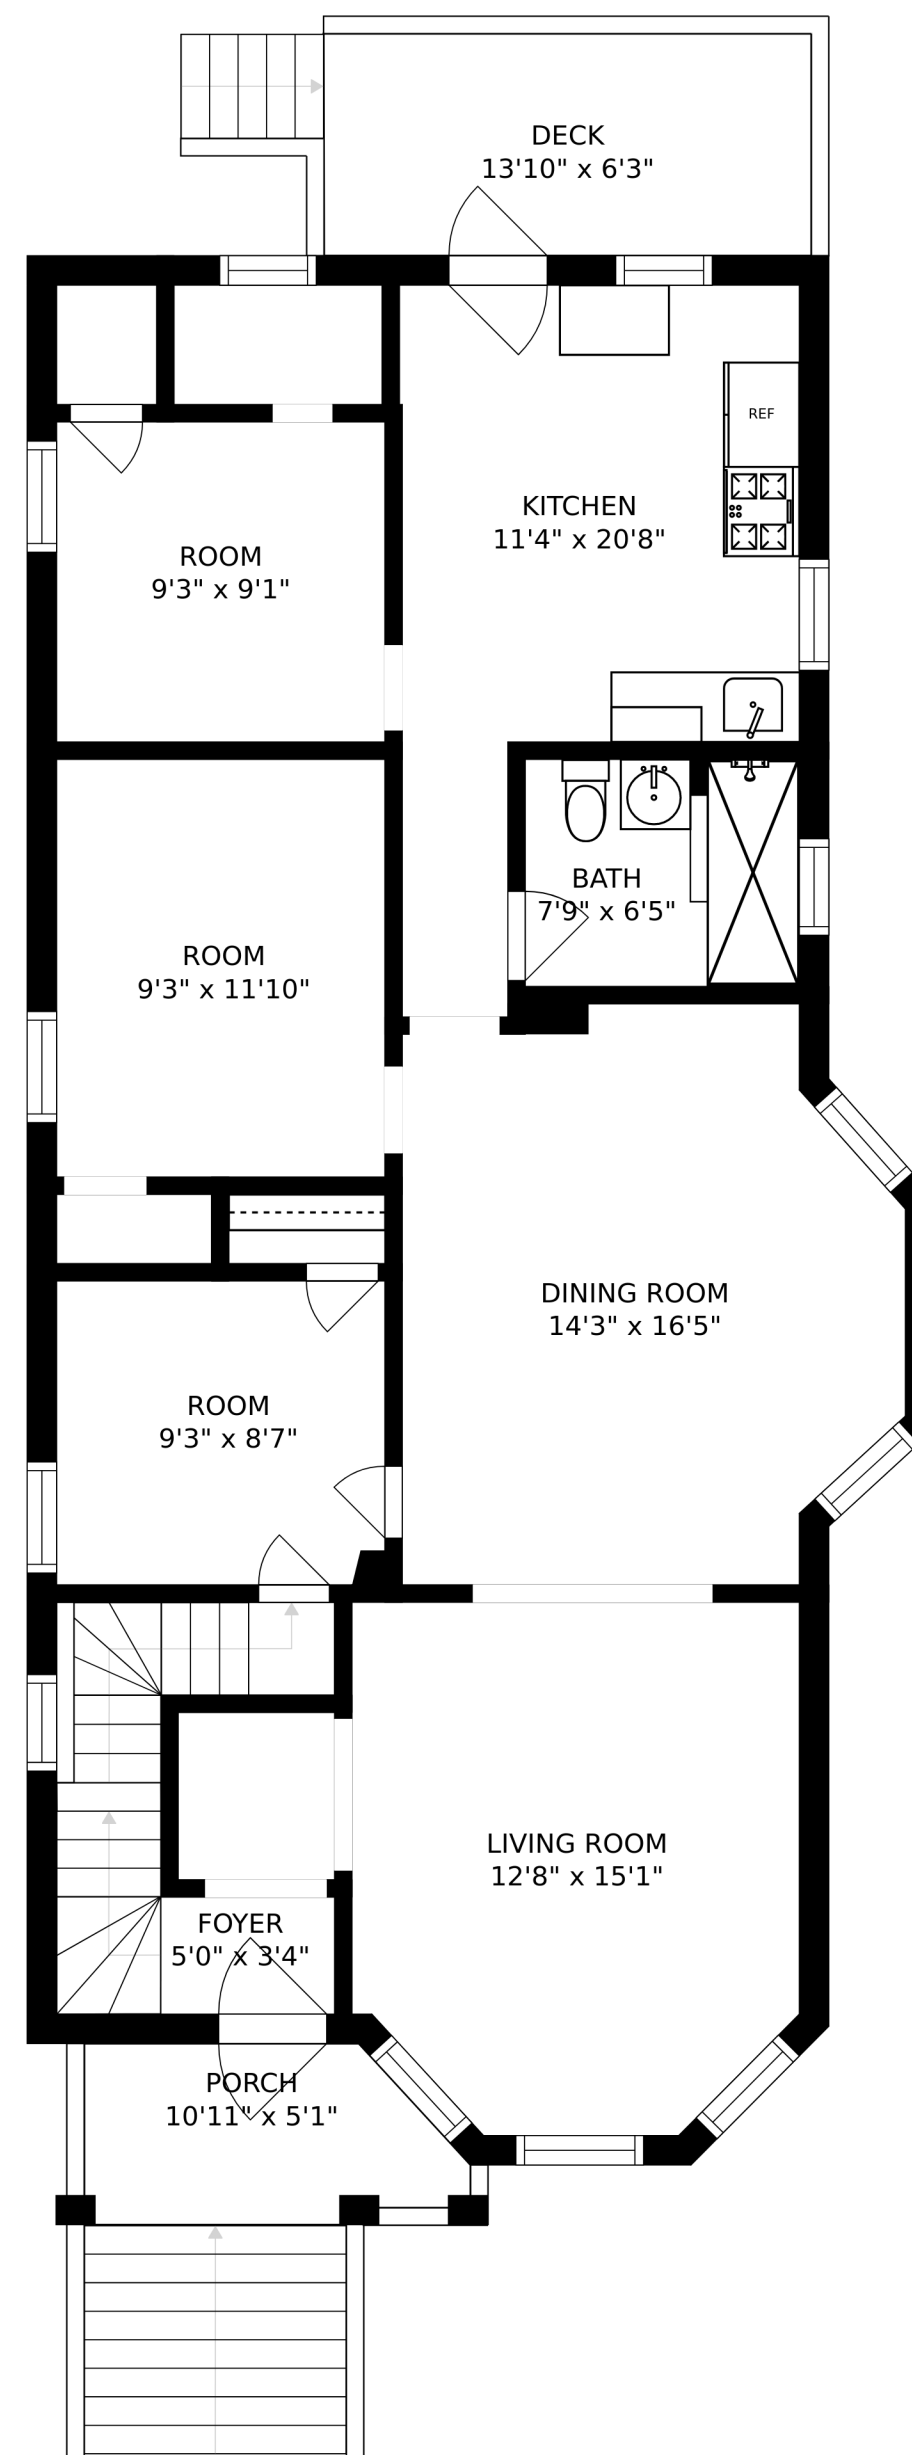 DECK
13'10" x 6'3"
REF
KITCHEN
11'4" x 20'8"
ROOM
9'3" x 9'1"
BATH
7'9" x 6'5"
ROOM
9'3" x 11'10"
DINING ROOM
14'3" x 16'5"
ROOM
9'3" x 8'7"
LIVING ROOM
12'8" x 15'1"
FOYER
5'0" x 3'4"
PORCH
10'11" x 5'1"